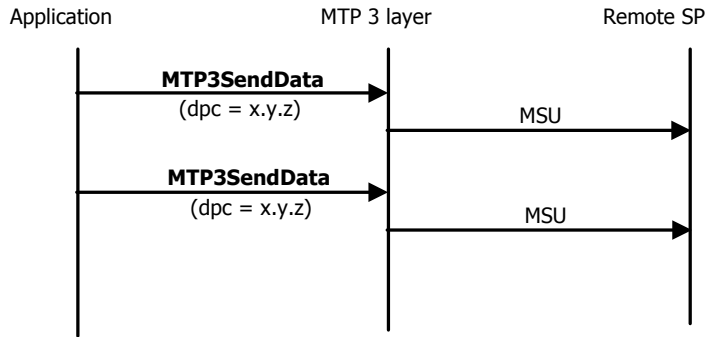 Application
MTP 3 layer
Remote SP
MTP3SendData
(dpc = x.y.z)
MSU
MTP3SendData
(dpc = x.y.z)
MSU